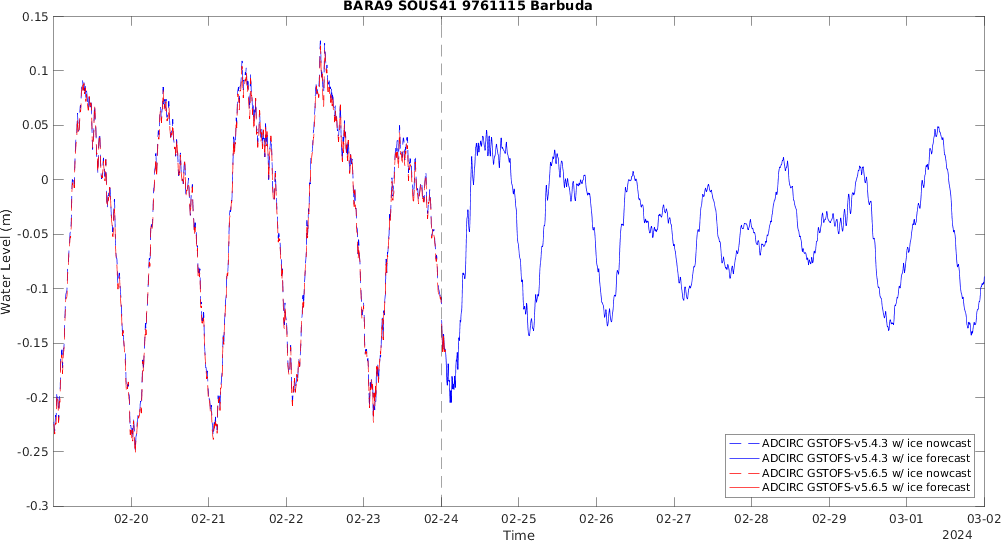 BARA9 SOUS41 9761115 Barbuda
0.15
0.1
0.05
0
-0.05
-0.1
-0.15
-0.2
-0.25
-0.3
Water Level (m)
02-20 02-21 02-22 02-23 02-24 02-25 02-26 02-27 02-28 02-29 03-01 03-02
Time
2024
ADCIRC GSTOFS-v5.4.3 w/ ice nowcast
ADCIRC GSTOFS-v5.4.3 w/ ice forecast
ADCIRC GSTOFS-v5.6.5 w/ ice nowcast
ADCIRC GSTOFS-v5.6.5 w/ ice forecast